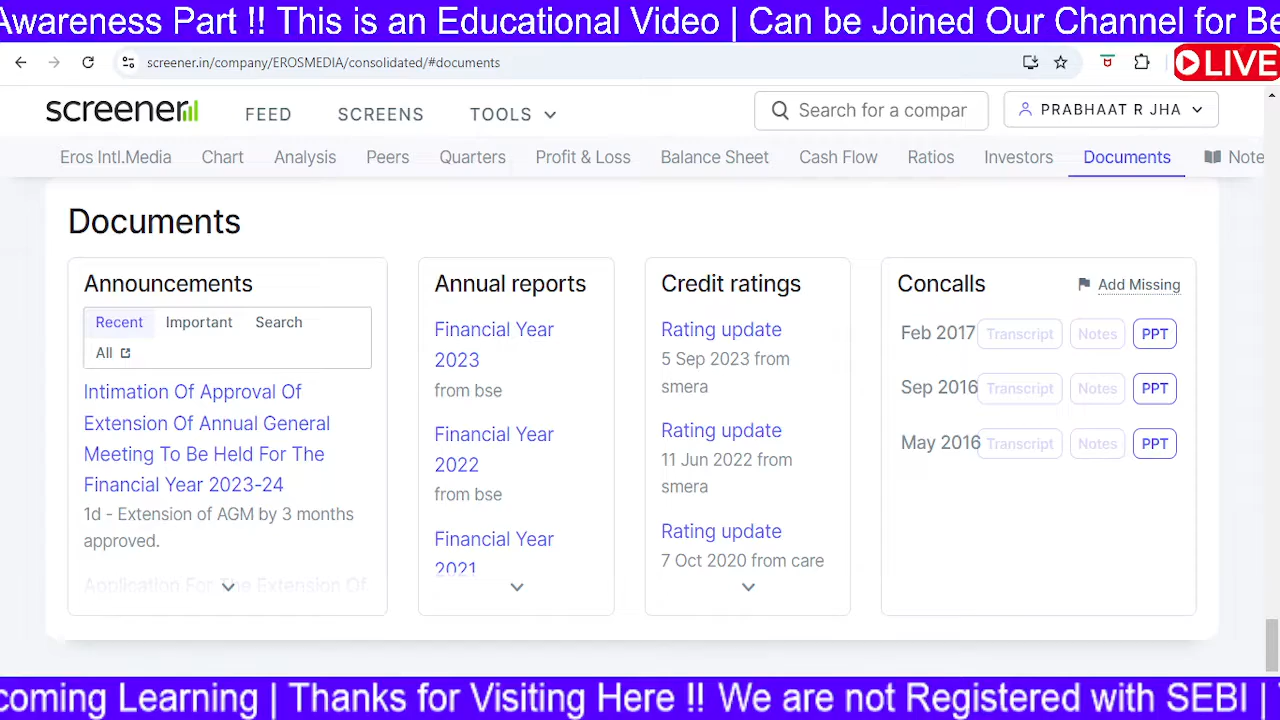 Awareness Part !! This is an Educational Video | Can be Joined Our Channel for Be
screener.in/company/EROSMEDIA/consolidated/#documents
LIVE
screener
FEED
SCREENS
TOOLS
Search for a compar
PRABHAAT R JHA
Eros Intl.Media
Chart
Analysis
Peers
Quarters
Profit & Loss
Balance Sheet
Cash Flow
Ratios
Investors
Documents
Note
Documents
Announcements
Recent
Important
Search
All
Intimation Of Approval Of
Extension Of Annual General
Meeting To Be Held For The
Financial Year 2023-24
1d - Extension of AGM by 3 months
approved.
Application For The Extension Of
Annual reports
Financial Year
2023
from bse
Financial Year
2022
from bse
Financial Year
2021
Credit ratings
Rating update
5 Sep 2023 from
smera
Rating update
11 Jun 2022 from
smera
Rating update
7 Oct 2020 from care
Concalls
Add Missing
Feb 2017 Transcript Notes PPT
Sep 2016 Transcript Notes PPT
May 2016 Transcript Notes PPT
coming Learning | Thanks for Visiting Here !! We are not Registered with SEBI |